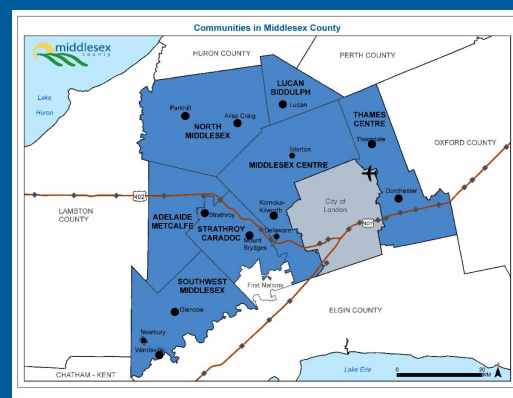 Communities in Middlesex County
middlesex
county
HURON COUNTY
PERTH COUNTY
Lake
Huron
LUCAN
BIDDULPH
Lucan
Parkhill
Ailsa Craig
NORTH
MIDDLESEX
THAMES
CENTRE
Thorndale
Ilderton
MIDDLESEX CENTRE
OXFORD COUNTY
402
LAMBTON
COUNTY
ADELAIDE
METCALFE
Strathroy
STRATHROY
CARADOC
Komoka-
Kilworth
Delaware
Mount
Brydges
City of
London
401
Dorchester
First Nations
SOUTHWEST
MIDDLESEX
Glencoe
Newbury
Wardsville
ELGIN COUNTY
CHATHAM - KENT
Lake Erie
0
20
KM